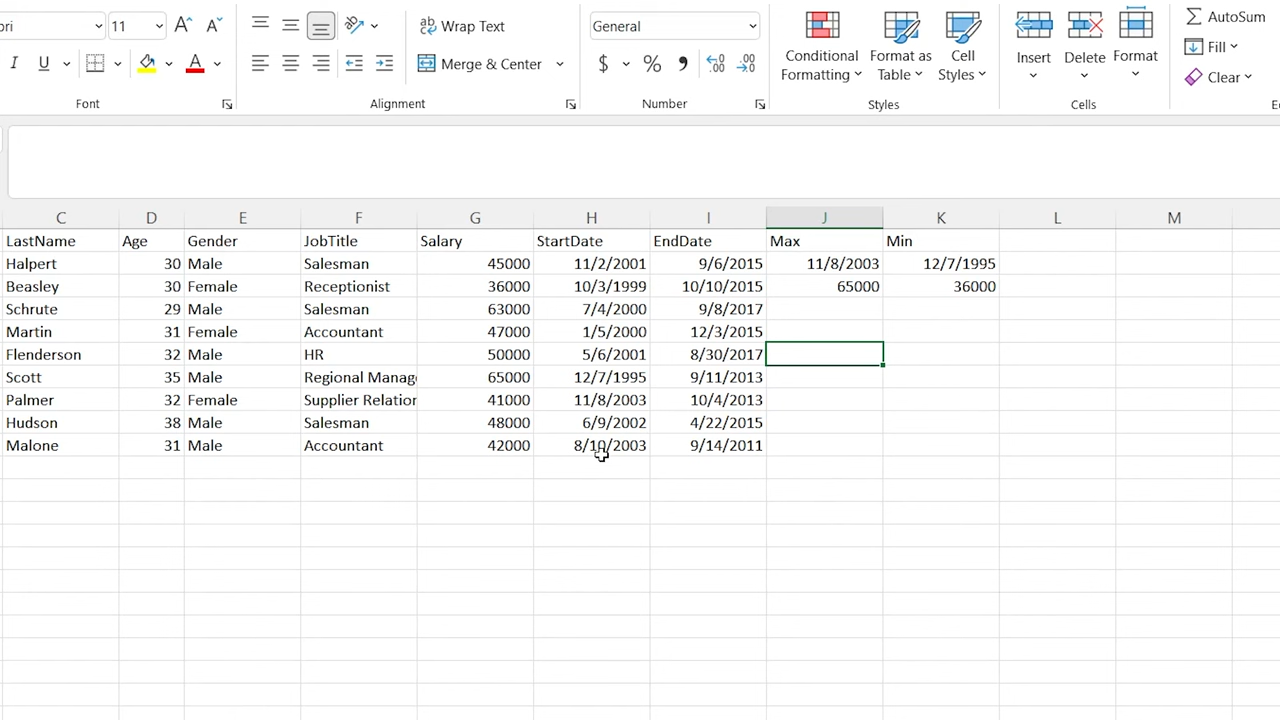 ori 11 A^ A˅ Wrap Text General AutoSum
I U A Merge & Center $ % , Conditional Formatting Format as Table Cell Styles Insert Delete Format Fill
Clear
Font Alignment Number Styles Cells
C D E F G H I J K L M
LastName Age Gender JobTitle Salary StartDate EndDate Max Min
Halpert 30 Male Salesman 45000 11/2/2001 9/6/2015 11/8/2003 12/7/1995
Beasley 30 Female Receptionist 36000 10/3/1999 10/10/2015 65000 36000
Schrute 29 Male Salesman 63000 7/4/2000 9/8/2017
Martin 31 Female Accountant 47000 1/5/2000 12/3/2015
Flenderson 32 Male HR 50000 5/6/2001 8/30/2017
Scott 35 Male Regional Manag 65000 12/7/1995 9/11/2013
Palmer 32 Female Supplier Relation 41000 11/8/2003 10/4/2013
Hudson 38 Male Salesman 48000 6/9/2002 4/22/2015
Malone 31 Male Accountant 42000 8/10/2003 9/14/2011